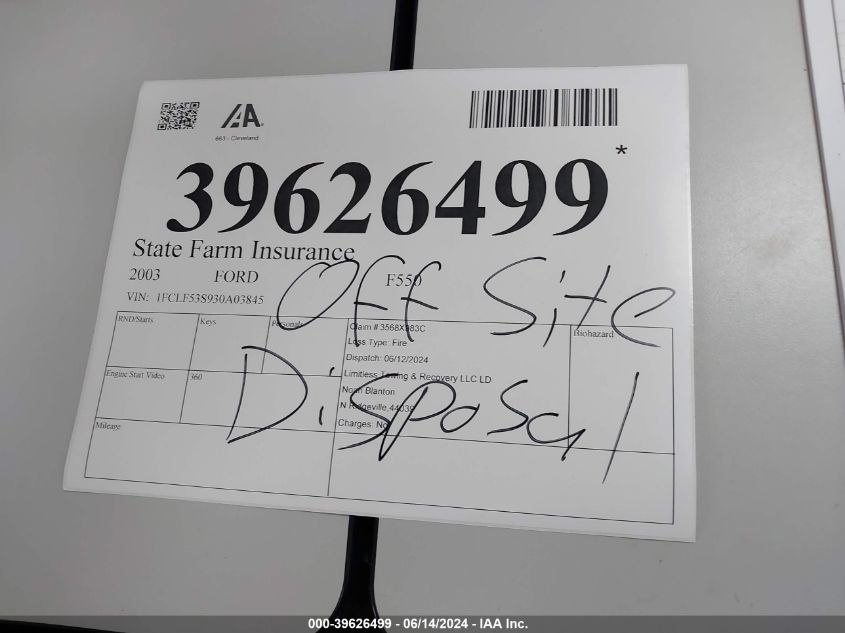 IAA
663 - Cleveland
39626499*
State Farm Insurance
2003 FORD F550
VIN: 1FCLF53S930A03845
Off Site
Disposal
RND/Starts Keys Personals
Claim # 3568X983C
Biohazard
Loss Type: Fire
Dispatch: 06/12/2024
Engine Start Video 360
Limitless Towing & Recovery LLC LD
Noah Blanton
N Ridgeville, 44039
Charges: No
Mileage
000-39626499 - 06/14/2024 - IAA Inc.